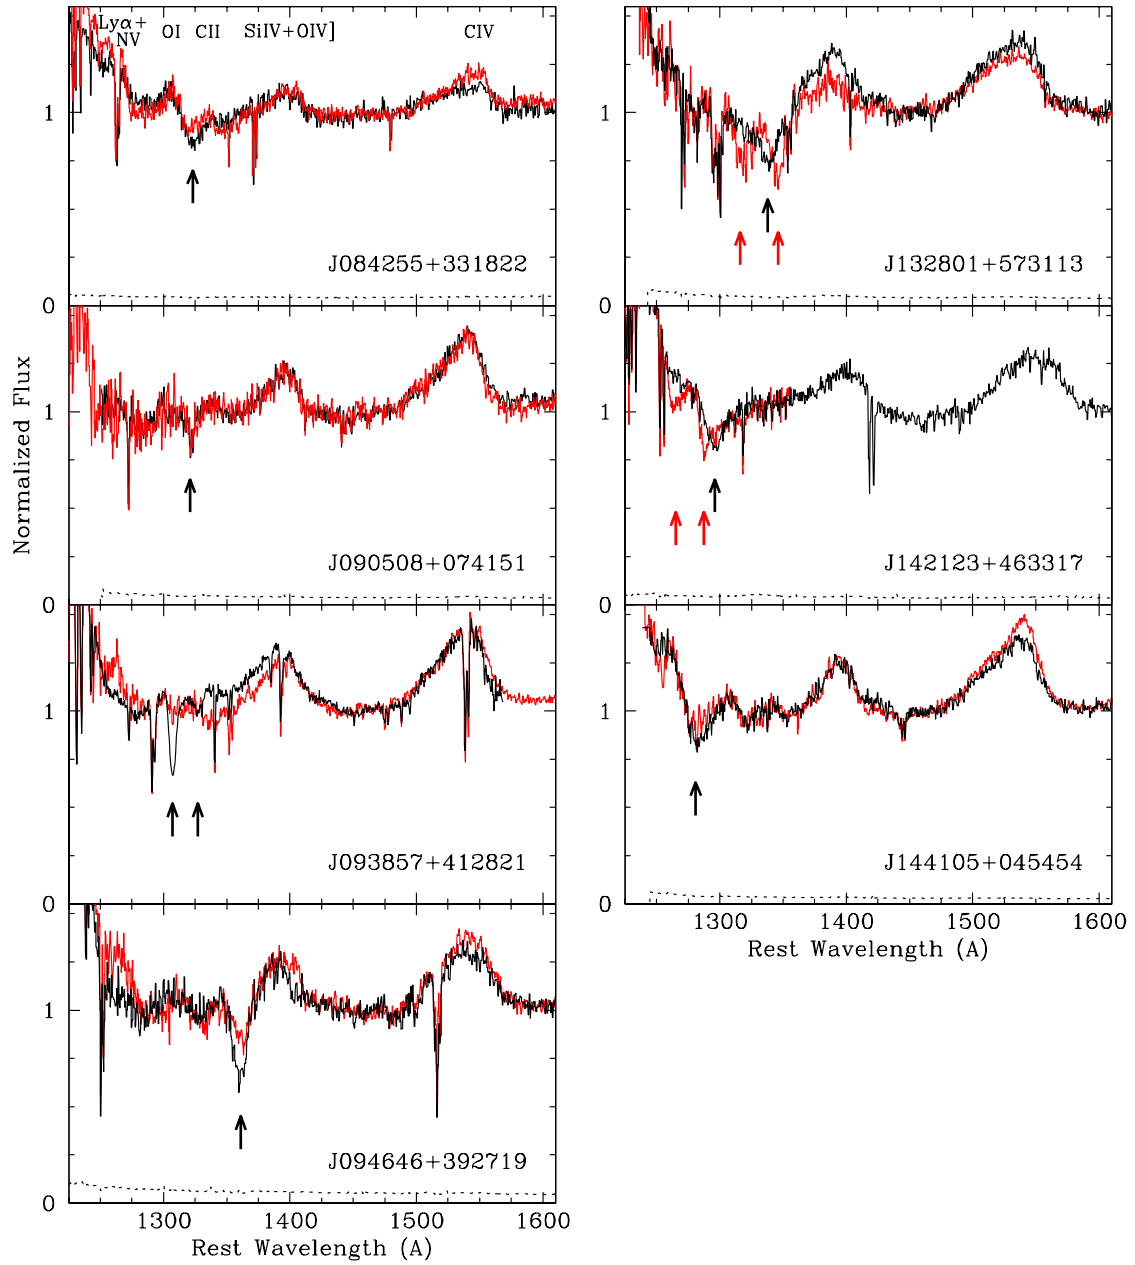 Lyα+
NV
OI
CII
SiIV+OIV]
CIV
1
J084255+331822
0
1
J090508+074151
0
1
J093857+412821
0
1
J094646+392719
0
1300
1400
1500
1600
Rest Wavelength (A)
Normalized Flux
1
J132801+573113
0
1
J142123+463317
0
1
J144105+045454
0
1300
1400
1500
1600
Rest Wavelength (A)